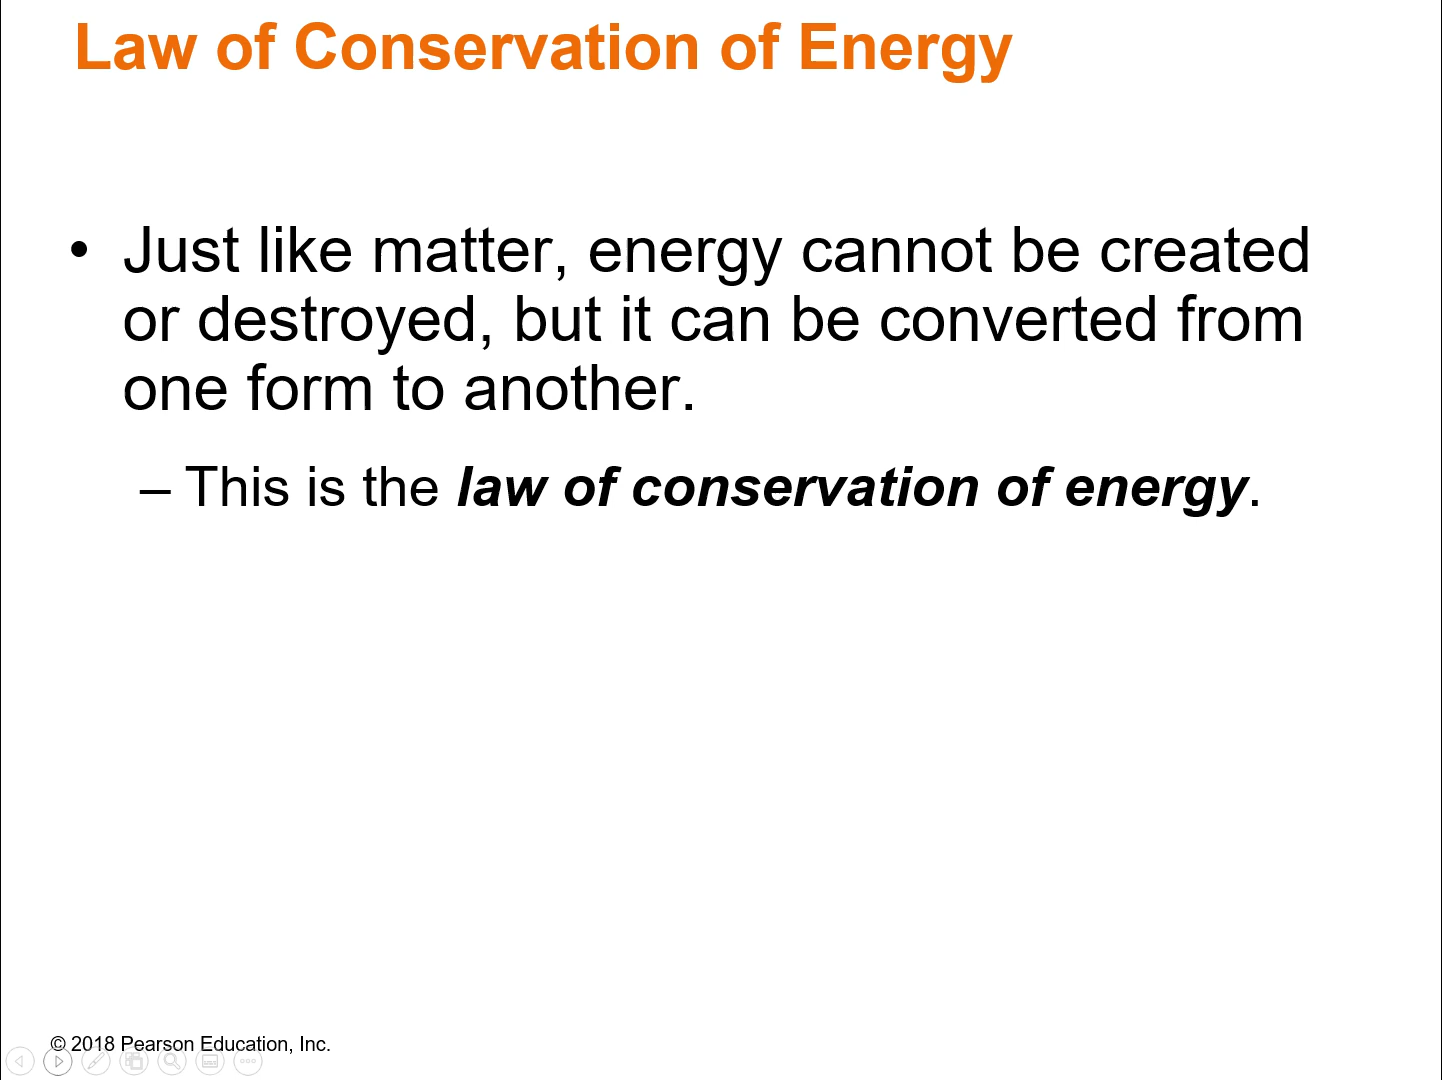 Law of Conservation of Energy
• Just like matter, energy cannot be created
or destroyed, but it can be converted from
one form to another.
– This is the law of conservation of energy.
© 2018 Pearson Education, Inc.